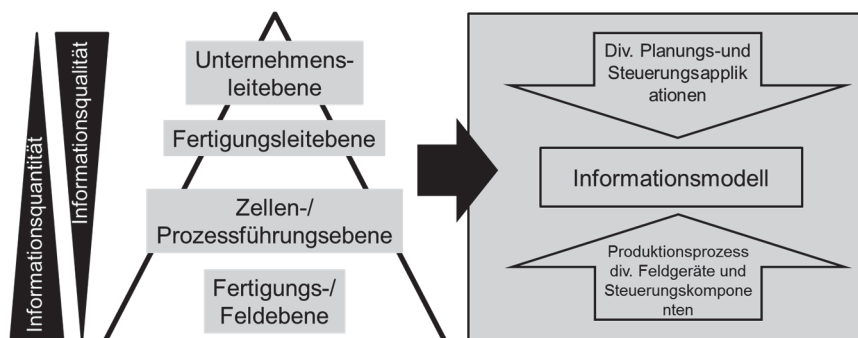 Informationsquantität
Informationsqualität
Unternehmens-
leitebene
Fertigungsleitebene
Zellen-/
Prozessführungsebene
Fertigungs-/
Feldebene
Div. Planungs-und
Steuerungsapplik
ationen
Informationsmodell
Produktionsprozess
div. Feldgeräte und
Steuerungskompone
nten